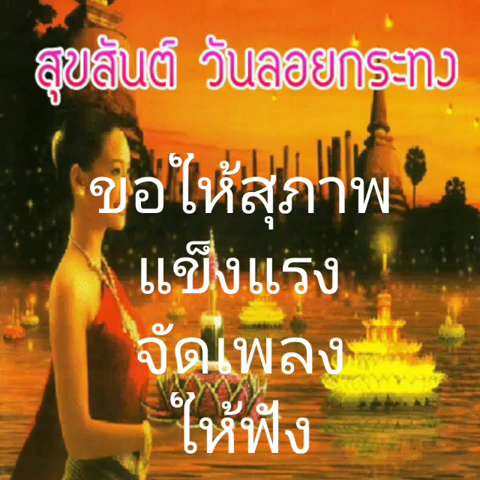 สุขสันต์ วันลอยกระทง
ขอให้สุภาพ
แข็งแรง
จัดเพลง
ให้ฟัง